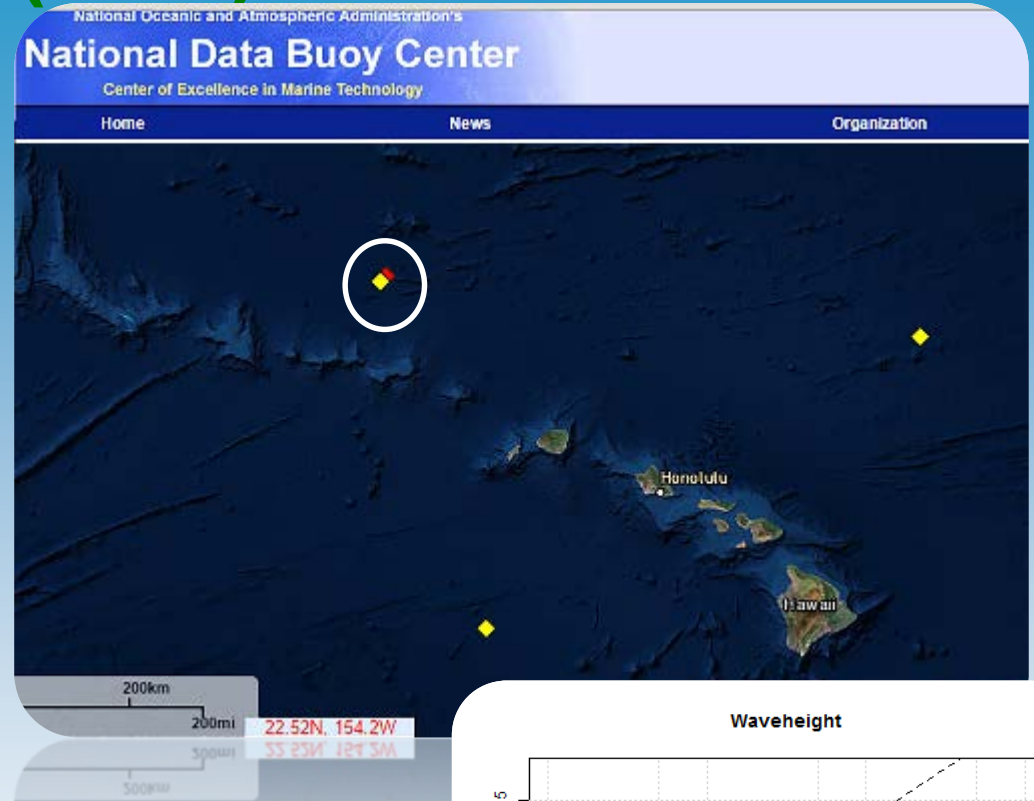 National Oceanic and Atmospheric Administration's
National Data Buoy Center
Center of Excellence in Marine Technology
Home News Organization
Honolulu
Hawaii
200km
200mi
22.52N, 154.2W
Waveheight
5